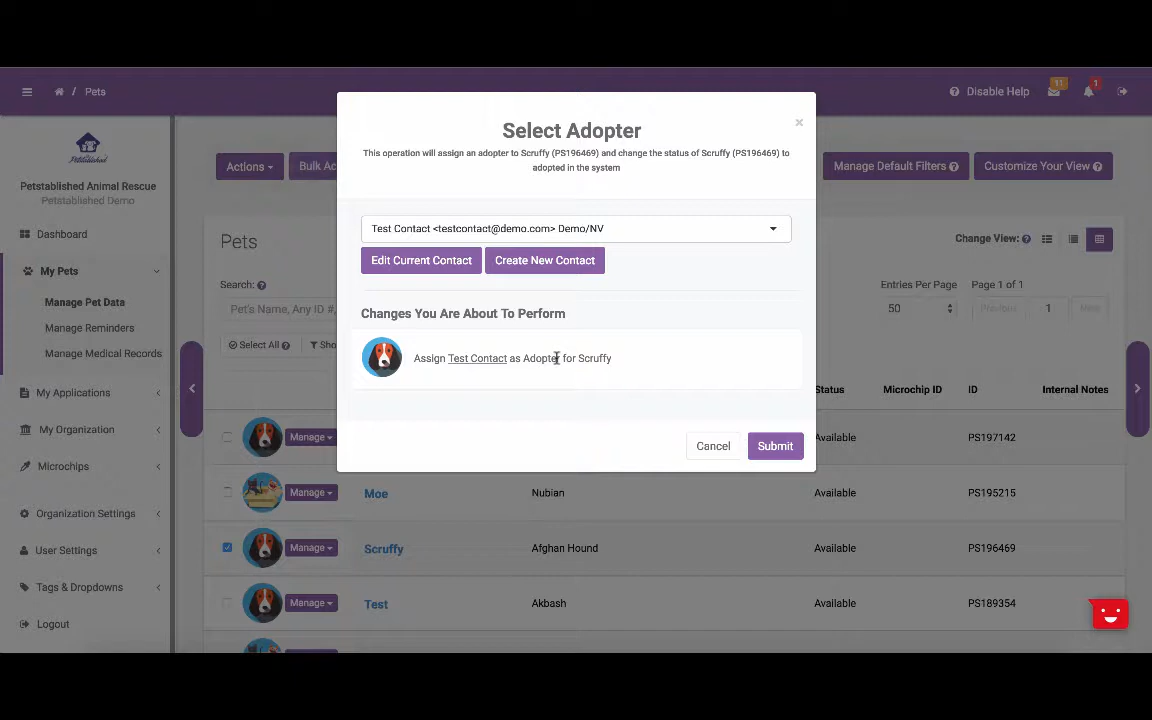 / Pets
Disable Help
11
1
Petstablished
Petstablished Animal Rescue
Petstablished Demo
Dashboard
My Pets
Manage Pet Data
Manage Reminders
Manage Medical Records
My Applications
My Organization
Microchips
Organization Settings
User Settings
Tags & Dropdowns
Logout
Actions
Bulk Ac
Manage Default Filters
Customize Your View
Pets
Change View:
Search:
Pet's Name, Any ID #,
Entries Per Page
Page 1 of 1
50
Previous
1
Select All
Sho
Status
Microchip ID
ID
Internal Notes
Manage
Available
PS197142
Manage
Moe
Nubian
Available
PS195215
Manage
Scruffy
Afghan Hound
Available
PS196469
Manage
Test
Akbash
Available
PS189354
Select Adopter
×
This operation will assign an adopter to Scruffy (PS196469) and change the status of Scruffy (PS196469) to
adopted in the system
Test Contact <testcontact@demo.com> Demo/NV
Edit Current Contact
Create New Contact
Changes You Are About To Perform
Assign Test Contact as Adopter for Scruffy
Cancel
Submit